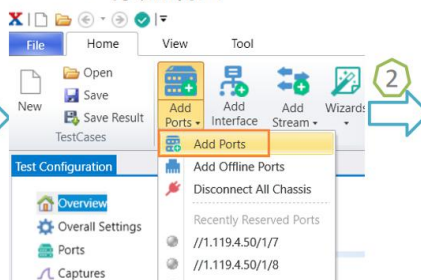 File Home View Tool
New
Open
Save
Save Result
TestCases
Add Ports
Add Interface
Add Stream
Wizards
2
Add Ports
Add Offline Ports
Disconnect All Chassis
Recently Reserved Ports
//1.119.4.50/1/7
//1.119.4.50/1/8
Test Configuration
Overview
Overall Settings
Ports
Captures